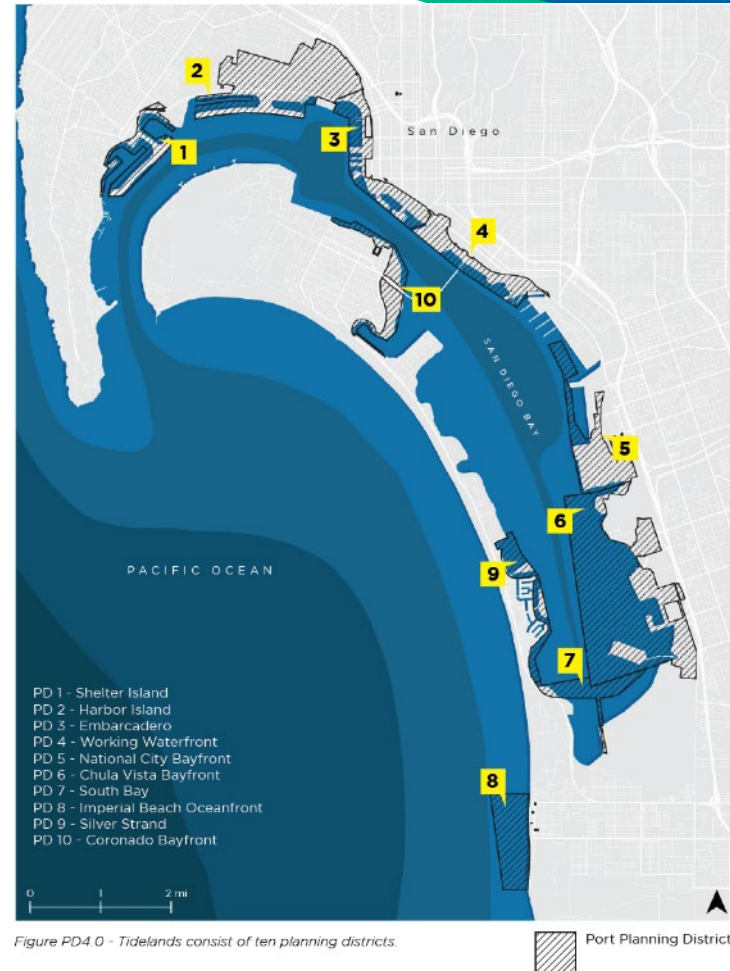 2
1
3
San Diego
4
10
SAN DIEGO BAY
5
6
PACIFIC OCEAN
9
7
8
PD 1 - Shelter Island
PD 2 - Harbor Island
PD 3 - Embarcadero
PD 4 - Working Waterfront
PD 5 - National City Bayfront
PD 6 - Chula Vista Bayfront
PD 7 - South Bay
PD 8 - Imperial Beach Oceanfront
PD 9 - Silver Strand
PD 10 - Coronado Bayfront
0 1 2 mi
Figure PD4.0 - Tidelands consist of ten planning districts.
Port Planning District